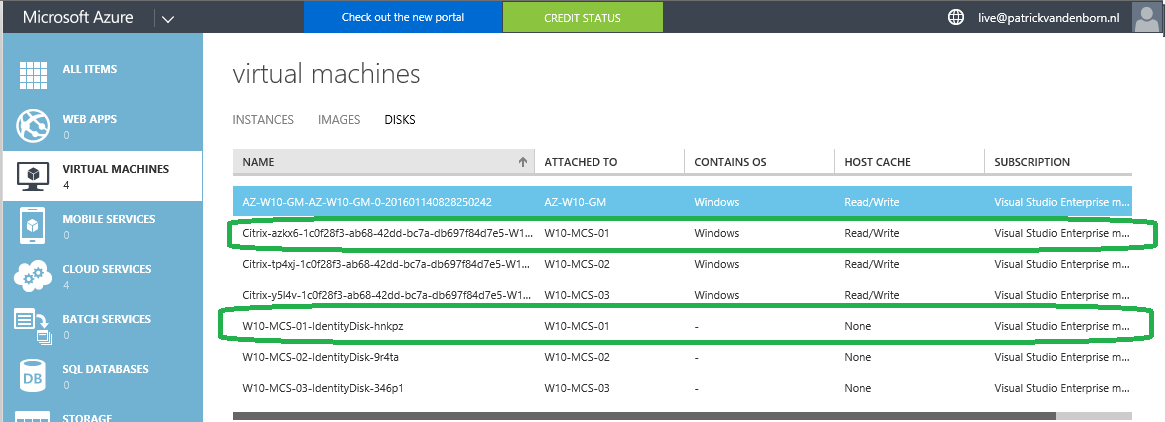 Microsoft Azure Check out the new portal CREDIT STATUS live@patrickvandenborn.nl
ALL ITEMS
WEB APPS
0
VIRTUAL MACHINES
4
MOBILE SERVICES
0
CLOUD SERVICES
4
BATCH SERVICES
0
SQL DATABASES
0
DB
STORAGE
virtual machines
INSTANCES IMAGES DISKS
NAME ATTACHED TO CONTAINS OS HOST CACHE SUBSCRIPTION
AZ-W10-GM-AZ-W10-GM-0-201601140828250242 AZ-W10-GM Windows Read/Write Visual Studio Enterprise m...
Citrix-azkx6-1c0f28f3-ab68-42dd-bc7a-db697f84d7e5-W1... W10-MCS-01 Windows Read/Write Visual Studio Enterprise m...
Citrix-tp4xj-1c0f28f3-ab68-42dd-bc7a-db697f84d7e5-W1... W10-MCS-02 Windows Read/Write Visual Studio Enterprise m...
Citrix-y5l4v-1c0f28f3-ab68-42dd-bc7a-db697f84d7e5-W1... W10-MCS-03 Windows Read/Write Visual Studio Enterprise m...
W10-MCS-01-IdentityDisk-hnkpz W10-MCS-01 - None Visual Studio Enterprise m...
W10-MCS-02-IdentityDisk-9r4ta W10-MCS-02 - None Visual Studio Enterprise m...
W10-MCS-03-IdentityDisk-346p1 W10-MCS-03 - None Visual Studio Enterprise m...